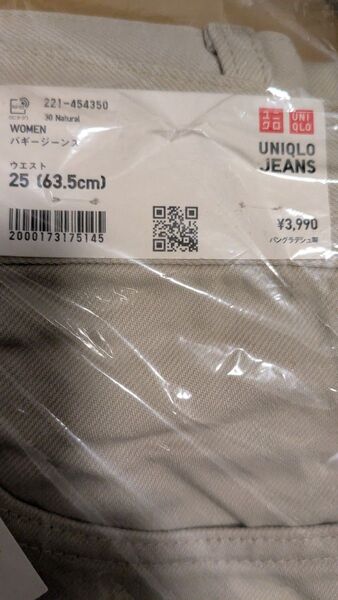 221-454350
30 Natural
WOMEN
バギージーンズ
ウエスト
25 (63.5cm)
2000173175145
ユニ
クロ
UNI
QLO
UNIQLO
JEANS
¥3,990
バングラデシュ製